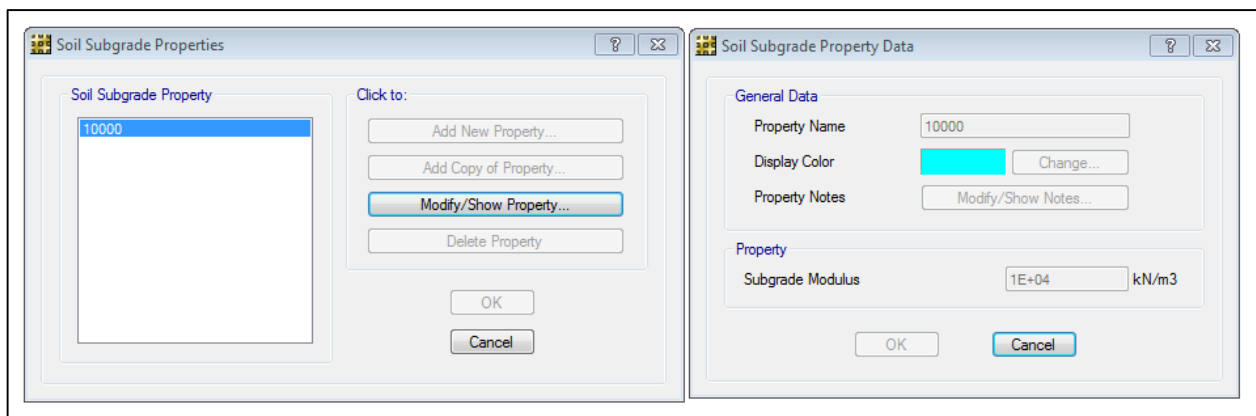 Soil Subgrade Properties
Soil Subgrade Property
10000
Click to:
Add New Property...
Add Copy of Property...
Modify/Show Property...
Delete Property
OK
Cancel
Soil Subgrade Property Data
General Data
Property Name 10000
Display Color Change...
Property Notes Modify/Show Notes...
Property
Subgrade Modulus 1E+04 kN/m3
OK Cancel